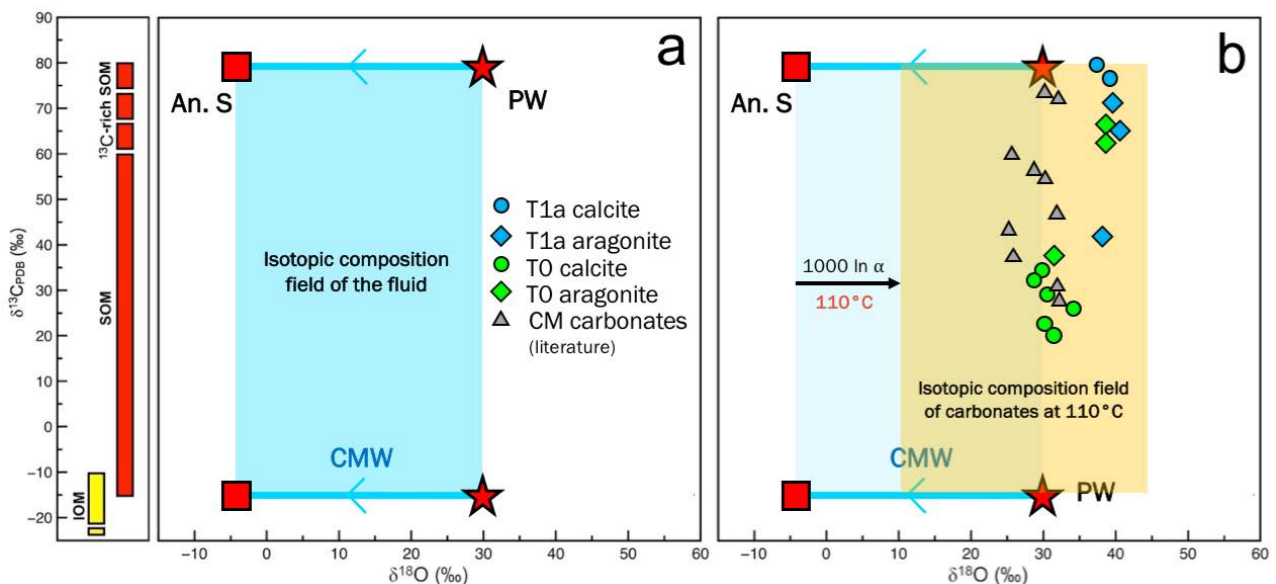 a
b
An. S
PW
An. S
¹³C-rich SOM
SOM
IOM
δ¹³C_PDB (‰)
90
80
70
60
50
40
30
20
10
0
−10
−20
Isotopic composition
field of the fluid
T1a calcite
T1a aragonite
T0 calcite
T0 aragonite
CM carbonates
(literature)
1000 ln α
110°C
Isotopic composition field
of carbonates at 110°C
CMW
CMW
PW
−10 0 10 20 30 40 50 60
δ¹⁸O (‰)
−10 0 10 20 30 40 50 60
δ¹⁸O (‰)